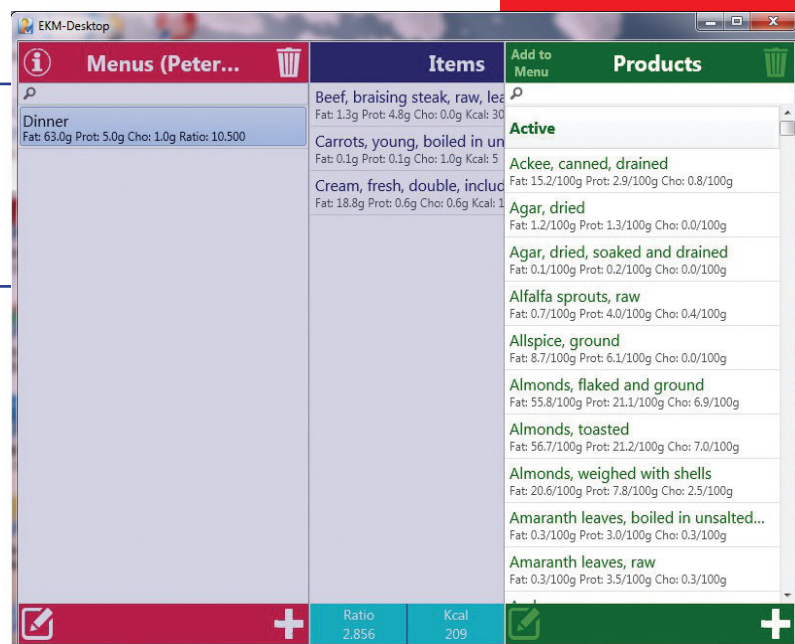 EKM-Desktop
Menus (Peter...
Dinner
Fat: 63.0g Prot: 5.0g Cho: 1.0g Ratio: 10.500
Items
Beef, braising steak, raw, lea
Fat: 1.3g Prot: 4.8g Cho: 0.0g Kcal: 30
Carrots, young, boiled in un
Fat: 0.1g Prot: 0.1g Cho: 1.0g Kcal: 5
Cream, fresh, double, includ
Fat: 18.8g Prot: 0.6g Cho: 0.6g Kcal: 1
Ratio
2.856
Kcal
209
Add to
Menu
Products
Active
Ackee, canned, drained
Fat: 15.2/100g Prot: 2.9/100g Cho: 0.8/100g
Agar, dried
Fat: 1.2/100g Prot: 1.3/100g Cho: 0.0/100g
Agar, dried, soaked and drained
Fat: 0.1/100g Prot: 0.2/100g Cho: 0.0/100g
Alfalfa sprouts, raw
Fat: 0.7/100g Prot: 4.0/100g Cho: 0.4/100g
Allspice, ground
Fat: 8.7/100g Prot: 6.1/100g Cho: 0.0/100g
Almonds, flaked and ground
Fat: 55.8/100g Prot: 21.1/100g Cho: 6.9/100g
Almonds, toasted
Fat: 56.7/100g Prot: 21.2/100g Cho: 7.0/100g
Almonds, weighed with shells
Fat: 20.6/100g Prot: 7.8/100g Cho: 2.5/100g
Amaranth leaves, boiled in unsalted...
Fat: 0.3/100g Prot: 3.0/100g Cho: 0.3/100g
Amaranth leaves, raw
Fat: 0.3/100g Prot: 3.5/100g Cho: 0.3/100g